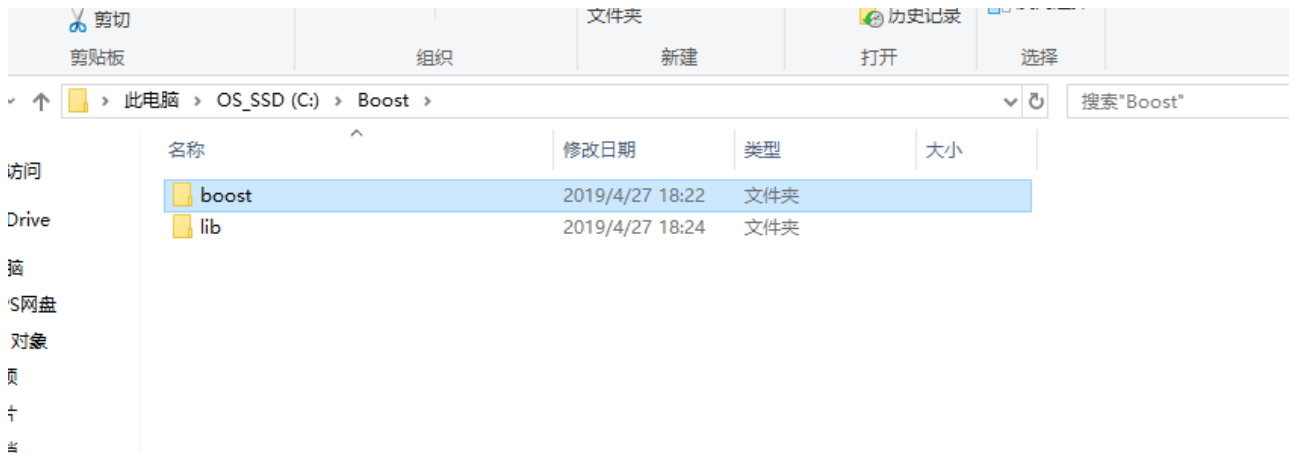 剪切
文件夹
历史记录
剪贴板
组织
新建
打开
选择
此电脑 > OS_SSD (C:) > Boost >
搜索"Boost"
名称
修改日期
类型
大小
访问
boost
2019/4/27 18:22
文件夹
Drive
lib
2019/4/27 18:24
文件夹
脑
PS网盘
对象